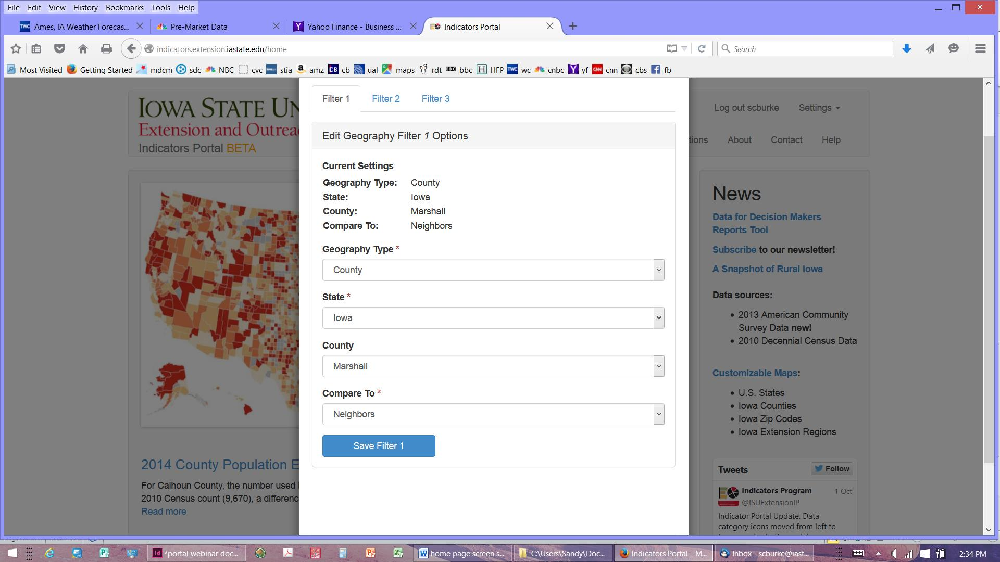 File Edit View History Bookmarks Tools Help
Ames, IA Weather Forecas... Pre-Market Data Yahoo Finance - Business ... Indicators Portal
indicators.extension.iastate.edu/home Search
Most Visited Getting Started mdcm sdc NBC cvc stia amz cb ual maps rdt bbc HFP wc cnbc yf cnn cbs fb
Filter 1 Filter 2 Filter 3
IOWA STATE UN
Extension and Outrea
Indicators Portal BETA
Log out scburke Settings
tions About Contact Help
Edit Geography Filter 1 Options
Current Settings
Geography Type: County
State: Iowa
County: Marshall
Compare To: Neighbors
Geography Type *
County
State *
Iowa
County
Marshall
Compare To *
Neighbors
Save Filter 1
2014 County Population E
For Calhoun County, the number used i
2010 Census count (9,670), a differenc
Read more
News
Data for Decision Makers
Reports Tool
Subscribe to our newsletter!
A Snapshot of Rural Iowa
Data sources:
• 2013 American Community
Survey Data new!
• 2010 Decennial Census Data
Customizable Maps:
• U.S. States
• Iowa Counties
• Iowa Zip Codes
• Iowa Extension Regions
Tweets Follow
Indicators Program 1 Oct
@ISUExtensionIP
Indicator Portal Update. Data
category icons moved from left to
*portal webinar doc... home page screen s... C:\Users\Sandy\Doc... Indicators Portal - M... Inbox - scburke@iast... 2:34 PM